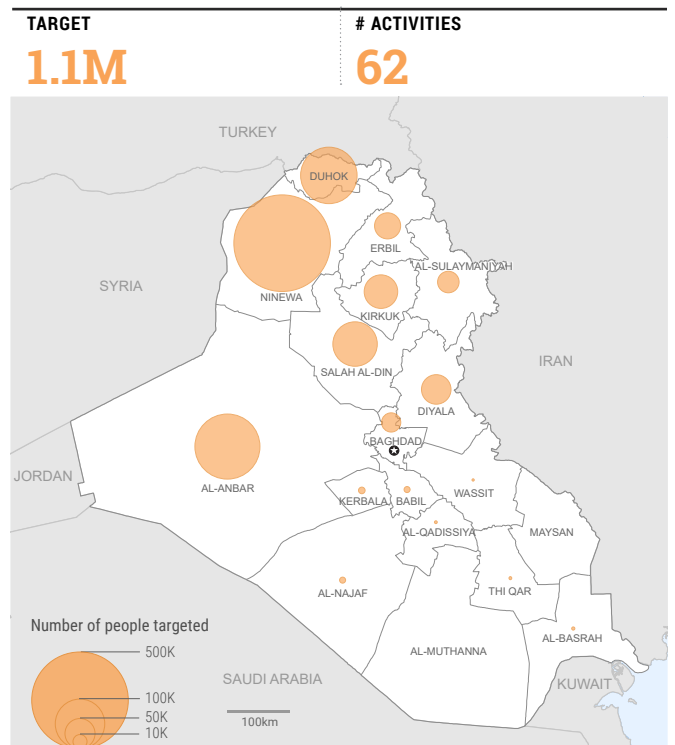 TARGET
1.1M
# ACTIVITIES
62
TURKEY
DUHOK
ERBIL
AL-SULAYMANIYAH
SYRIA
NINEWA
KIRKUK
IRAN
SALAH AL-DIN
DIYALA
BAGHDAD
JORDAN
AL-ANBAR
KERBALA
BABIL
WASSIT
AL-QADISSIYA
MAYSAN
AL-NAJAF
THI QAR
Number of people targeted
AL-BASRAH
500K
AL-MUTHANNA
SAUDI ARABIA
KUWAIT
100K
50K
10K
100km